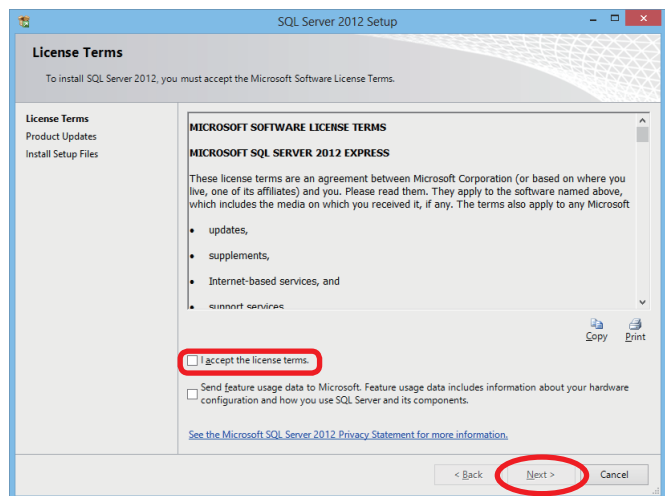 SQL Server 2012 Setup
License Terms
To install SQL Server 2012, you must accept the Microsoft Software License Terms.
License Terms
Product Updates
Install Setup Files
MICROSOFT SOFTWARE LICENSE TERMS
MICROSOFT SQL SERVER 2012 EXPRESS
These license terms are an agreement between Microsoft Corporation (or based on where you
live, one of its affiliates) and you. Please read them. They apply to the software named above,
which includes the media on which you received it, if any. The terms also apply to any Microsoft
• updates,
• supplements,
• Internet-based services, and
• support services
Copy Print
I accept the license terms.
Send feature usage data to Microsoft. Feature usage data includes information about your hardware
configuration and how you use SQL Server and its components.
See the Microsoft SQL Server 2012 Privacy Statement for more information.
< Back Next > Cancel